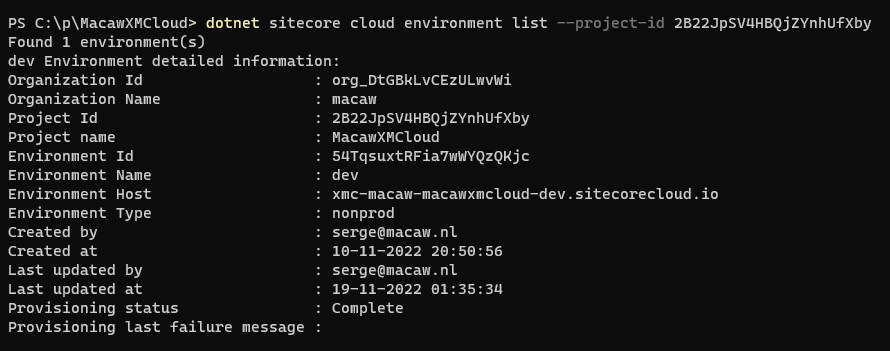 PS C:\p\MacawXMCloud> dotnet sitecore cloud environment list --project-id 2B22JpSV4HBQjZYnhUfXby
Found 1 environment(s)
dev Environment detailed information:
Organization Id                   : org_DtGBkLvCEzULwvWi
Organization Name                 : macaw
Project Id                        : 2B22JpSV4HBQjZYnhUfXby
Project name                      : MacawXMCloud
Environment Id                    : 54TqsuxtRFia7wWYQzQKjc
Environment Name                  : dev
Environment Host                  : xmc-macaw-macawxmcloud-dev.sitecorecloud.io
Environment Type                  : nonprod
Created by                        : serge@macaw.nl
Created at                        : 10-11-2022 20:50:56
Last updated by                   : serge@macaw.nl
Last updated at                   : 19-11-2022 01:35:34
Provisioning status               : Complete
Provisioning last failure message :